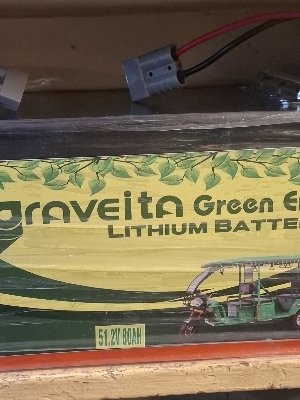 graveita Green E
LITHIUM BATTE
51.2V 80AH